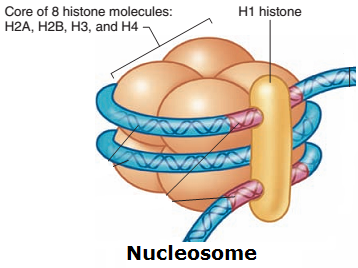 Core of 8 histone molecules:
H2A, H2B, H3, and H4
H1 histone
Nucleosome